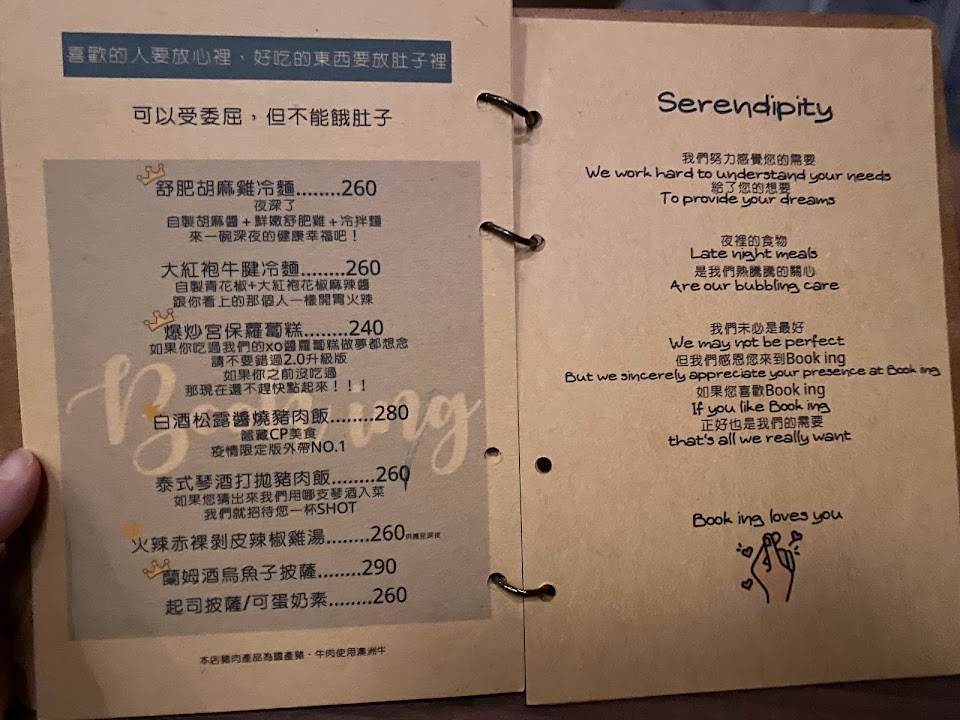 喜歡的人要放心裡，好吃的東西要放肚子裡
可以受委屈，但不能餓肚子
舒肥胡麻雞冷麵........260
夜深了
自製胡麻醬＋鮮嫩舒肥雞＋冷拌麵
來一碗深夜的健康幸福吧！
大紅袍牛腱冷麵........260
自製青花椒+大紅袍花椒麻辣醬
跟你看上的那個人一樣開胃火辣
爆炒宮保蘿蔔糕........240
如果你吃過我們的xo醬蘿蔔糕做夢都想念
請不要錯過2.0升級版
如果你之前沒吃過
那現在還不趕快點起來！！！
白酒松露醬燒豬肉飯........280
隱藏CP美食
疫情限定版外帶NO.1
泰式琴酒打拋豬肉飯........260
如果您猜出來我們用哪支琴酒入菜
我們就招待您一杯SHOT
火辣赤裸剝皮辣椒雞湯........260
蘭姆酒烏魚子披薩........290
起司披薩/可蛋奶素........260
Booking
本店豬肉產品為國產豬、牛肉使用澳洲牛
Serendipity
我們努力感覺您的需要
We work hard to understand your needs
給了您的想要
To provide your dreams
夜裡的食物
Late night meals
是我們熱騰騰的關心
Are our bubbling care
我們未必是最好
We may not be perfect
但我們感恩您來到Book ing
But we sincerely appreciate your presence at Book ing
如果您喜歡Book ing
If you like Book ing
正好也是我們的需要
that's all we really want
Book ing loves you